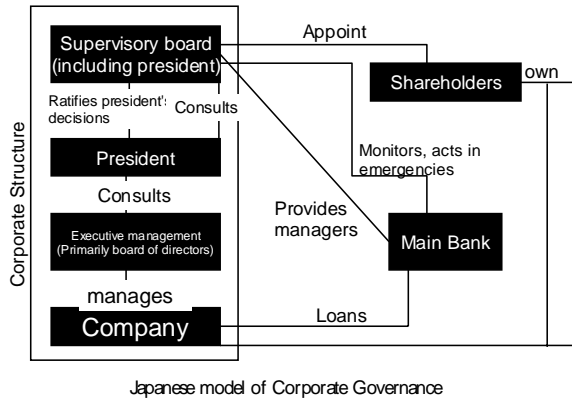 Appoint
Supervisory board
(including president)
Shareholders
own
Ratifies president's
decisions
Consults
Monitors, acts in
emergencies
President
Consults
Provides
managers
Executive management
(Primarily board of directors)
Main Bank
manages
Company
Loans
Corporate Structure
Japanese model of Corporate Governance